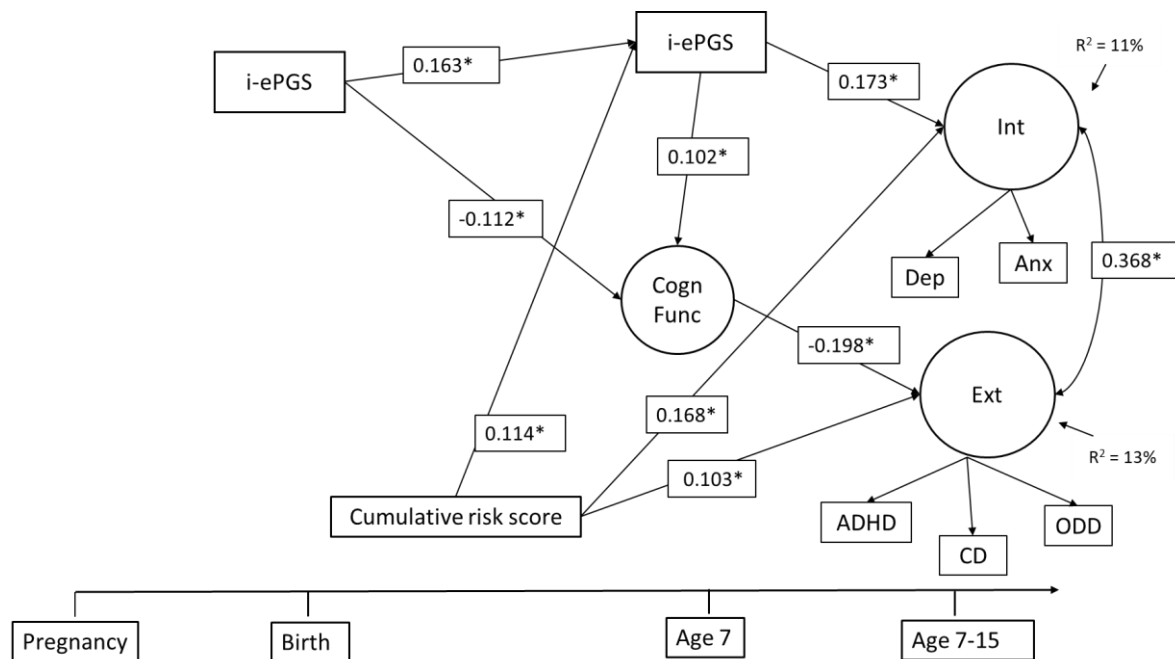 i-ePGS
0.163*
i-ePGS
R² = 11%
0.173*
Int
0.102*
-0.112*
Dep
Anx
0.368*
Cogn
Func
-0.198*
Ext
0.114*
0.168*
0.103*
R² = 13%
Cumulative risk score
ADHD
CD
ODD
Pregnancy
Birth
Age 7
Age 7-15